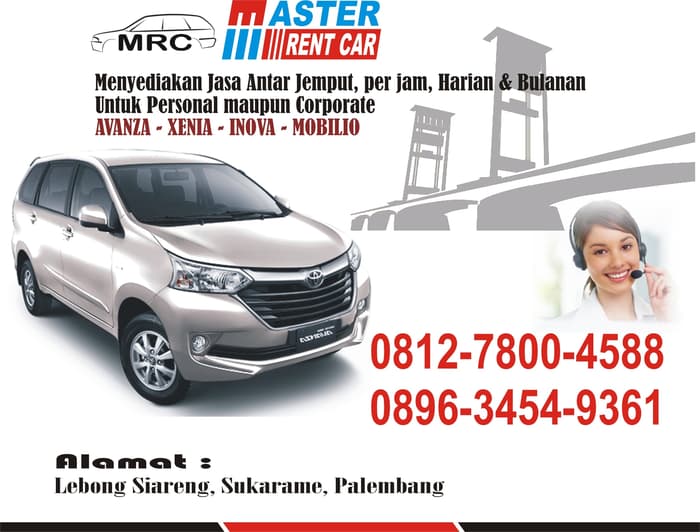 MRC
MASTER
RENT CAR
Menyediakan Jasa Antar Jemput, per jam, Harian & Bulanan
Untuk Personal maupun Corporate
AVANZA - XENIA - INOVA - MOBILIO
0812-7800-4588
0896-3454-9361
Alamat :
Lebong Siareng, Sukarame, Palembang